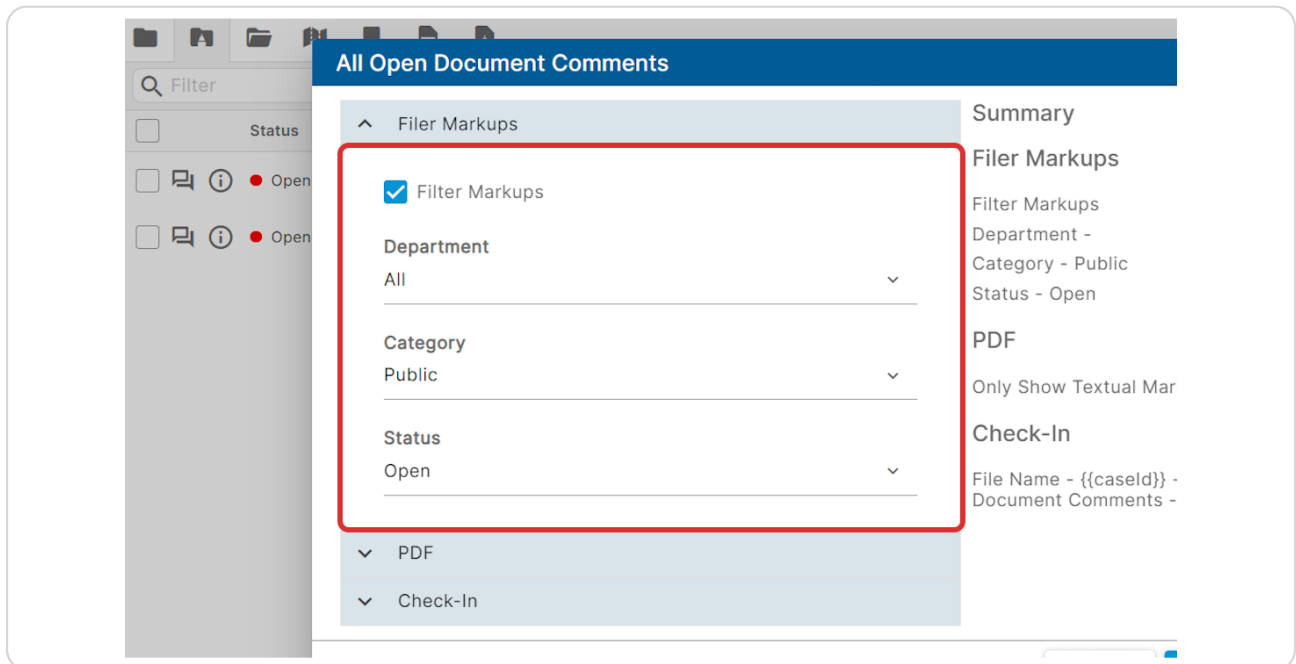 All Open Document Comments
Filter
Status
Open
Open
Filer Markups
Filter Markups
Department
All
Category
Public
Status
Open
PDF
Check-In
Summary
Filer Markups
Filter Markups
Department -
Category - Public
Status - Open
PDF
Only Show Textual Mar
Check-In
File Name - {{caseId}} -
Document Comments -